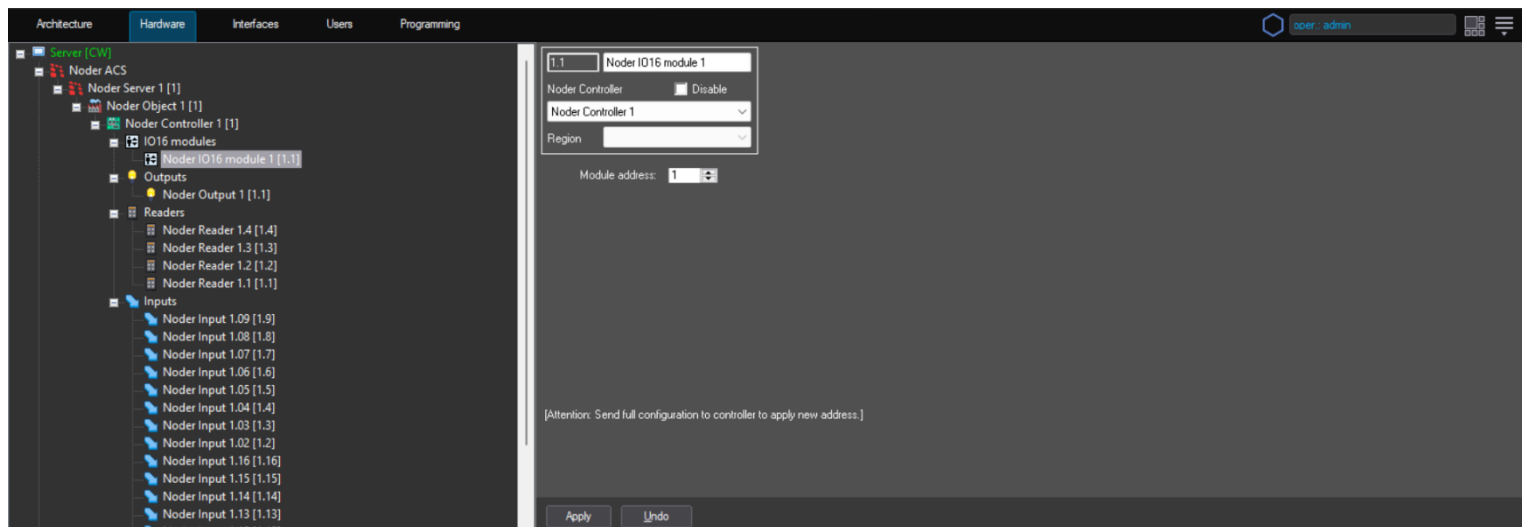 Architecture Hardware Interfaces Users Programming oper.: admin
Server [CW]
Noder ACS
Noder Server 1 [1]
Noder Object 1 [1]
Noder Controller 1 [1]
IO16 modules
Noder IO16 module 1 [1.1]
Outputs
Noder Output 1 [1.1]
Readers
Noder Reader 1.4 [1.4]
Noder Reader 1.3 [1.3]
Noder Reader 1.2 [1.2]
Noder Reader 1.1 [1.1]
Inputs
Noder Input 1.09 [1.9]
Noder Input 1.08 [1.8]
Noder Input 1.07 [1.7]
Noder Input 1.06 [1.6]
Noder Input 1.05 [1.5]
Noder Input 1.04 [1.4]
Noder Input 1.03 [1.3]
Noder Input 1.02 [1.2]
Noder Input 1.16 [1.16]
Noder Input 1.15 [1.15]
Noder Input 1.14 [1.14]
Noder Input 1.13 [1.13]
1.1 Noder IO16 module 1
Noder Controller Disable
Noder Controller 1
Region
Module address: 1
[Attention: Send full configuration to controller to apply new address.]
Apply Undo